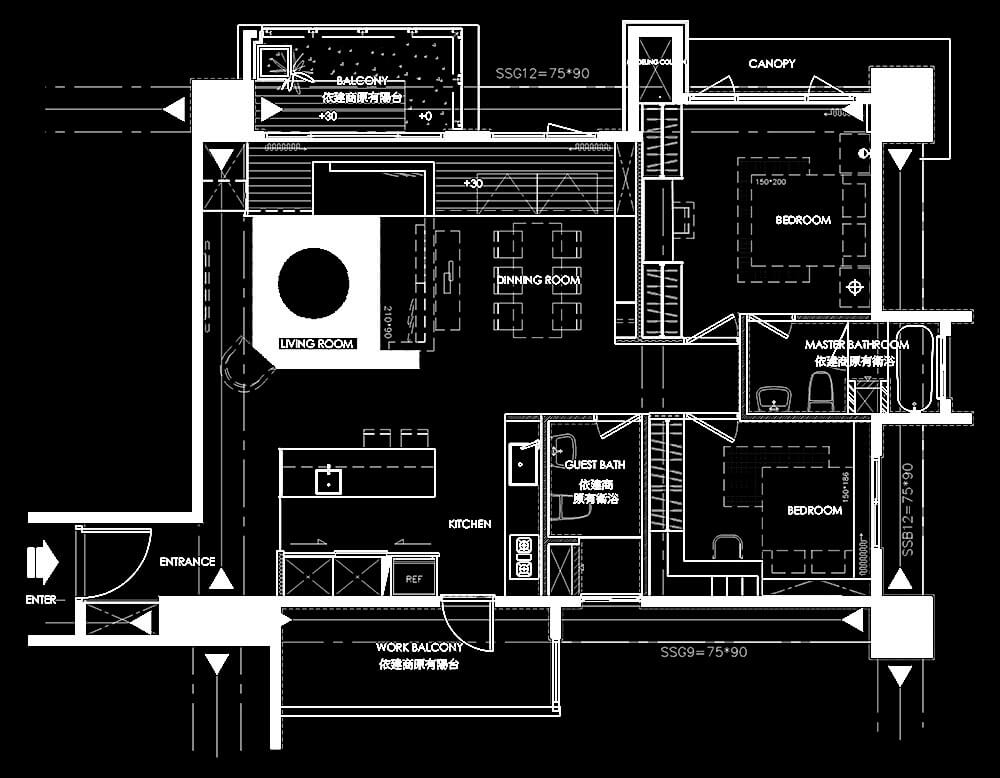 SSG12=75*90
CANOPY
BALCONY
依建商原有陽台
+30
+0
+30
150*200
BEDROOM
DINNING ROOM
210*90
LIVING ROOM
MASTER BATHROOM
依建商原有衛浴
GUEST BATH
依建商
原有衛浴
150*186
BEDROOM
SSB12=75*90
KITCHEN
ENTRANCE
REF
ENTER
WORK BALCONY
依建商原有陽台
SSG9=75*90